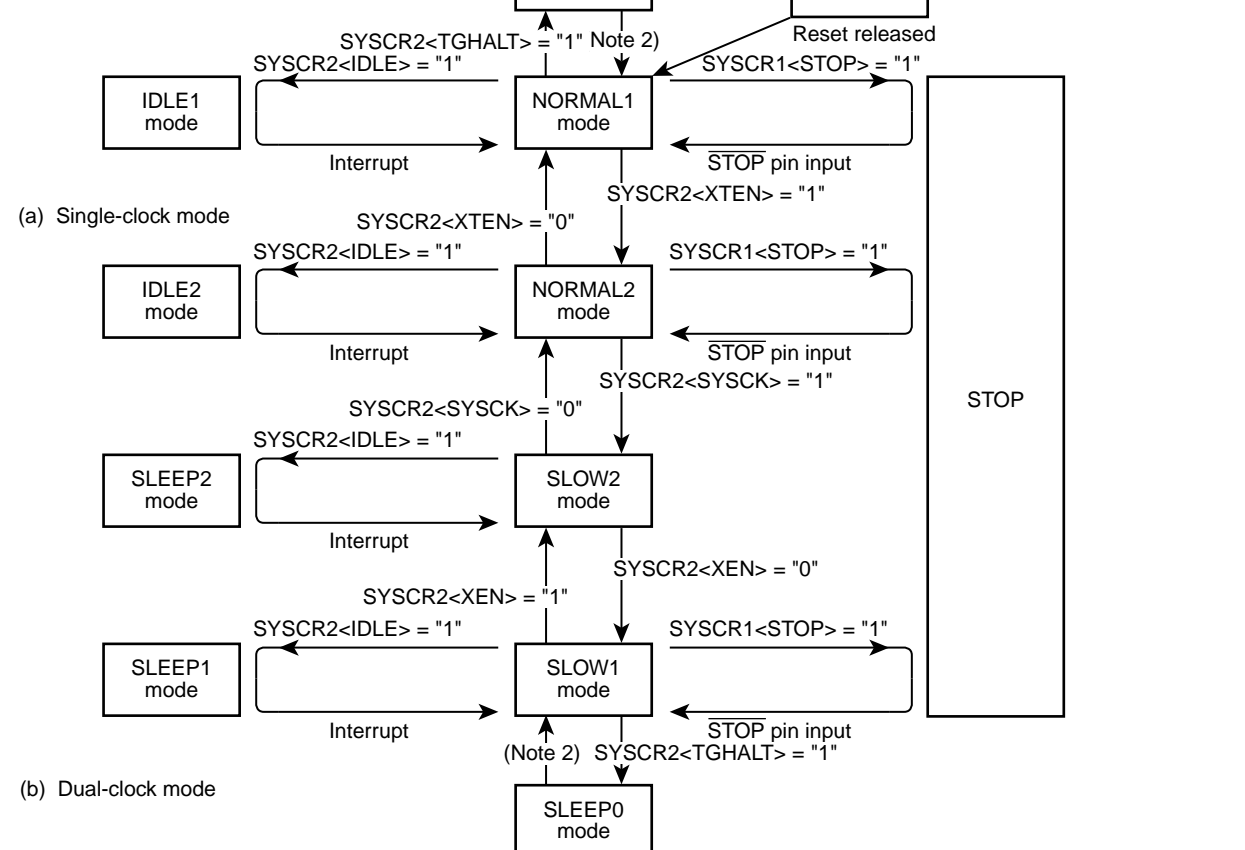 SYSCR2<TGHALT> = "1" Note 2)
Reset released
SYSCR2<IDLE> = "1"
SYSCR1<STOP> = "1"
IDLE1
mode
NORMAL1
mode
Interrupt
STOP pin input
SYSCR2<XTEN> = "1"
(a) Single-clock mode
SYSCR2<XTEN> = "0"
SYSCR2<IDLE> = "1"
SYSCR1<STOP> = "1"
IDLE2
mode
NORMAL2
mode
Interrupt
STOP pin input
SYSCR2<SYSCK> = "1"
STOP
SYSCR2<SYSCK> = "0"
SYSCR2<IDLE> = "1"
SLEEP2
mode
SLOW2
mode
Interrupt
SYSCR2<XEN> = "0"
SYSCR2<XEN> = "1"
SYSCR2<IDLE> = "1"
SYSCR1<STOP> = "1"
SLEEP1
mode
SLOW1
mode
Interrupt
STOP pin input
(Note 2) SYSCR2<TGHALT> = "1"
(b) Dual-clock mode
SLEEP0
mode